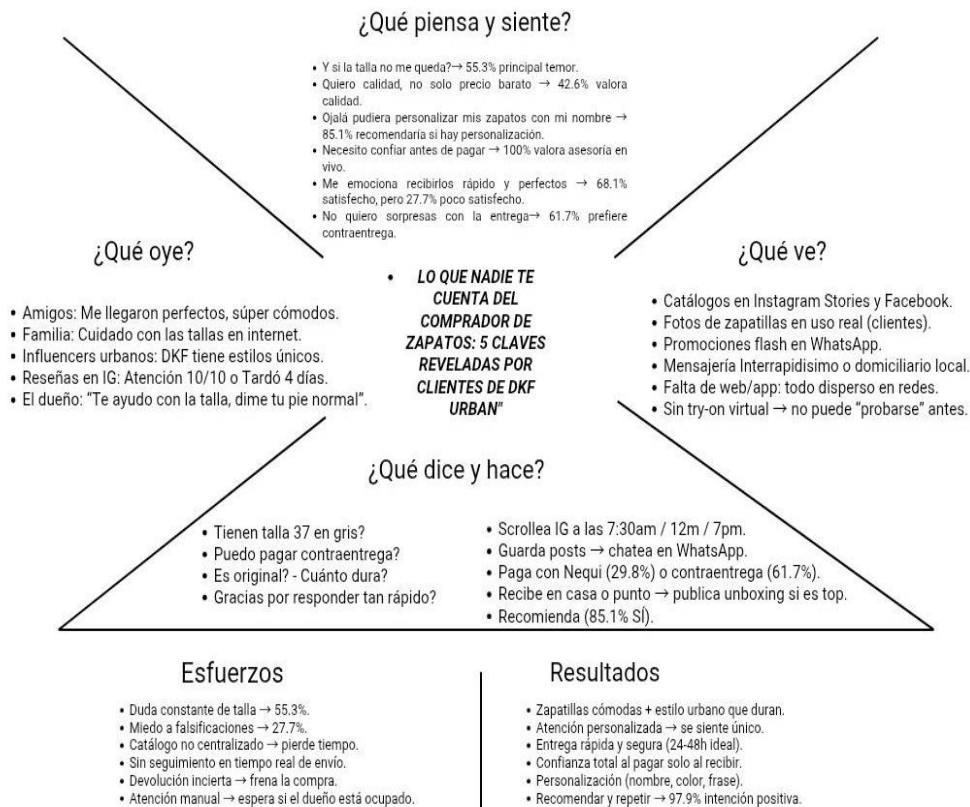 ¿Qué piensa y siente?
• Y si la talla no me queda?→ 55.3% principal temor.
• Quiero calidad, no solo precio barato → 42.6% valora
calidad.
• Ojalá pudiera personalizar mis zapatos con mi nombre →
85.1% recomendaría si hay personalización.
• Necesito confiar antes de pagar → 100% valora asesoría en
vivo.
• Me emociona recibirlos rápido y perfectos → 68.1%
satisfecho, pero 27.7% poco satisfecho.
• No quiero sorpresas con la entrega→ 61.7% prefiere
contraentrega.
¿Qué oye?
• Amigos: Me llegaron perfectos, súper cómodos.
• Familia: Cuidado con las tallas en internet.
• Influencers urbanos: DKF tiene estilos únicos.
• Reseñas en IG: Atención 10/10 o Tardó 4 días.
• El dueño: “Te ayudo con la talla, dime tu pie normal”.
• LO QUE NADIE TE
CUENTA DEL
COMPRADOR DE
ZAPATOS: 5 CLAVES
REVELADAS POR
CLIENTES DE DKF
URBAN"
¿Qué ve?
• Catálogos en Instagram Stories y Facebook.
• Fotos de zapatillas en uso real (clientes).
• Promociones flash en WhatsApp.
• Mensajería Interrapidisimo o domiciliario local.
• Falta de web/app: todo disperso en redes.
• Sin try-on virtual → no puede “probarse” antes.
¿Qué dice y hace?
• Tienen talla 37 en gris?
• Puedo pagar contraentrega?
• Es original? - Cuánto dura?
• Gracias por responder tan rápido?
• Scrollea IG a las 7:30am / 12m / 7pm.
• Guarda posts → chatea en WhatsApp.
• Paga con Nequi (29.8%) o contraentrega (61.7%).
• Recibe en casa o punto → publica unboxing si es top.
• Recomienda (85.1% SÍ).
Esfuerzos
• Duda constante de talla → 55.3%.
• Miedo a falsificaciones → 27.7%.
• Catálogo no centralizado → pierde tiempo.
• Sin seguimiento en tiempo real de envío.
• Devolución incierta → frena la compra.
• Atención manual → espera si el dueño está ocupado.
Resultados
• Zapatillas cómodas + estilo urbano que duran.
• Atención personalizada → se siente único.
• Entrega rápida y segura (24-48h ideal).
• Confianza total al pagar solo al recibir.
• Personalización (nombre, color, frase).
• Recomendar y repetir → 97.9% intención positiva.